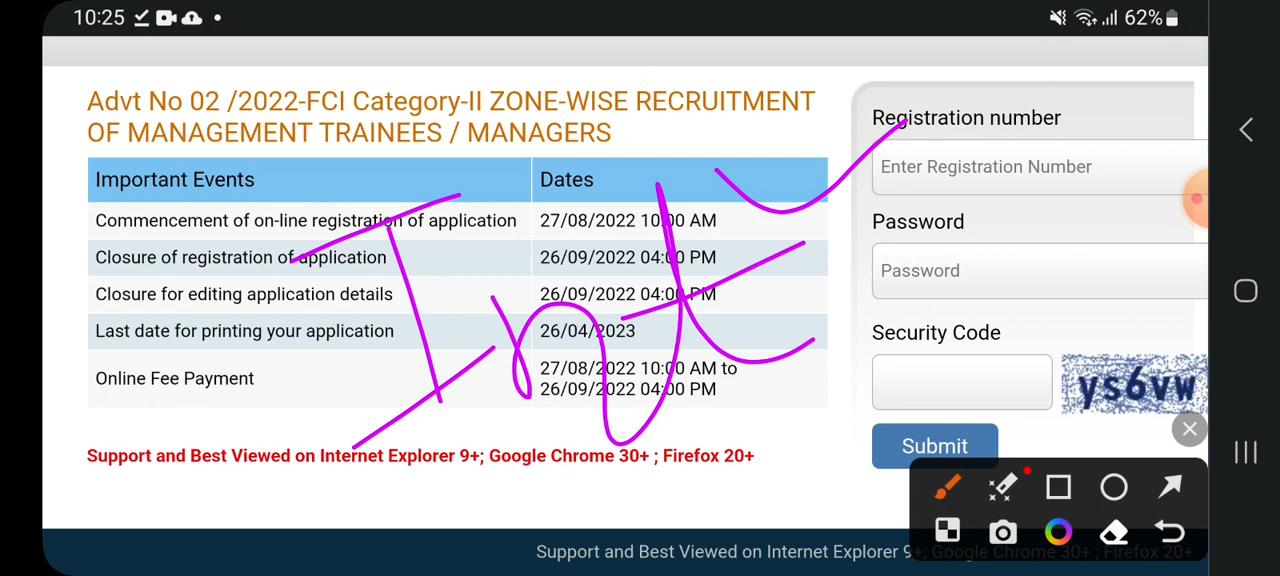 10:25
62%
Advt No 02 /2022-FCI Category-II ZONE-WISE RECRUITMENT
OF MANAGEMENT TRAINEES / MANAGERS
Important Events Dates
Commencement of on-line registration of application 27/08/2022 10:00 AM
Closure of registration of application 26/09/2022 04:00 PM
Closure for editing application details 26/09/2022 04:00 PM
Last date for printing your application 26/04/2023
Online Fee Payment 27/08/2022 10:00 AM to
26/09/2022 04:00 PM
Support and Best Viewed on Internet Explorer 9+; Google Chrome 30+ ; Firefox 20+
Registration number
Enter Registration Number
Password
Password
Security Code
ys6vw
Submit
Support and Best Viewed on Internet Explorer 9+; Google Chrome 30+ ; Firefox 20+